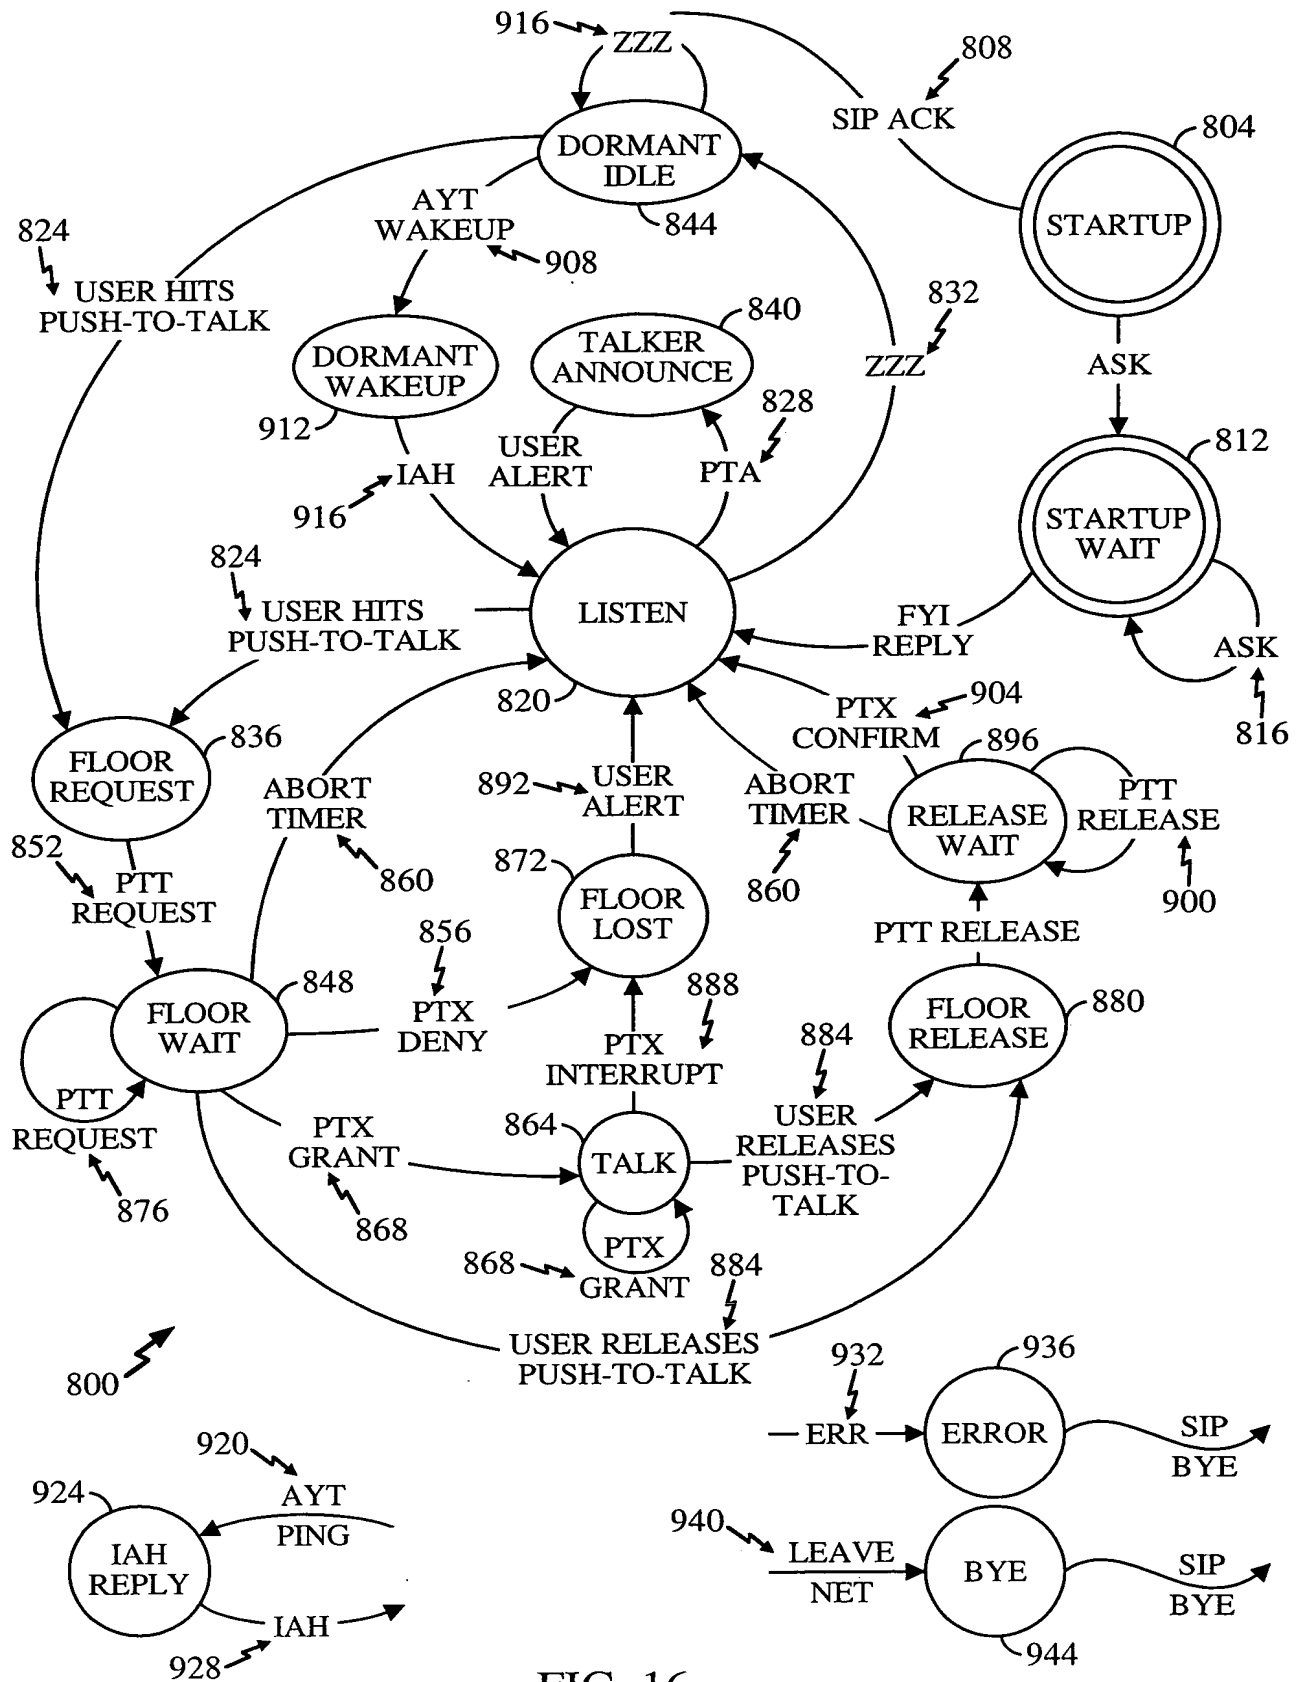 916
ZZZ
808
SIP ACK
804
STARTUP
DORMANT
IDLE
844
AYT
WAKEUP
908
824
USER HITS
PUSH-TO-TALK
832
ZZZ
ASK
840
TALKER
ANNOUNCE
DORMANT
WAKEUP
912
828
PTA
USER
ALERT
IAH
916
812
STARTUP
WAIT
824
USER HITS
PUSH-TO-TALK
LISTEN
820
FYI
REPLY
ASK
816
904
PTX
CONFIRM
836
FLOOR
REQUEST
896
RELEASE
WAIT
PTT
RELEASE
900
ABORT
TIMER
860
892
USER
ALERT
ABORT
TIMER
860
852
PTT
REQUEST
872
FLOOR
LOST
PTT RELEASE
856
PTX
DENY
848
FLOOR
WAIT
888
PTX
INTERRUPT
FLOOR
RELEASE
880
884
USER
RELEASES
PUSH-TO-
TALK
PTT
REQUEST
876
PTX
GRANT
868
864
TALK
PTX
GRANT
868
884
USER RELEASES
PUSH-TO-TALK
800
932
ERR
936
ERROR
SIP
BYE
920
AYT
PING
924
IAH
REPLY
IAH
928
940
LEAVE
NET
BYE
944
SIP
BYE
FIG. 16